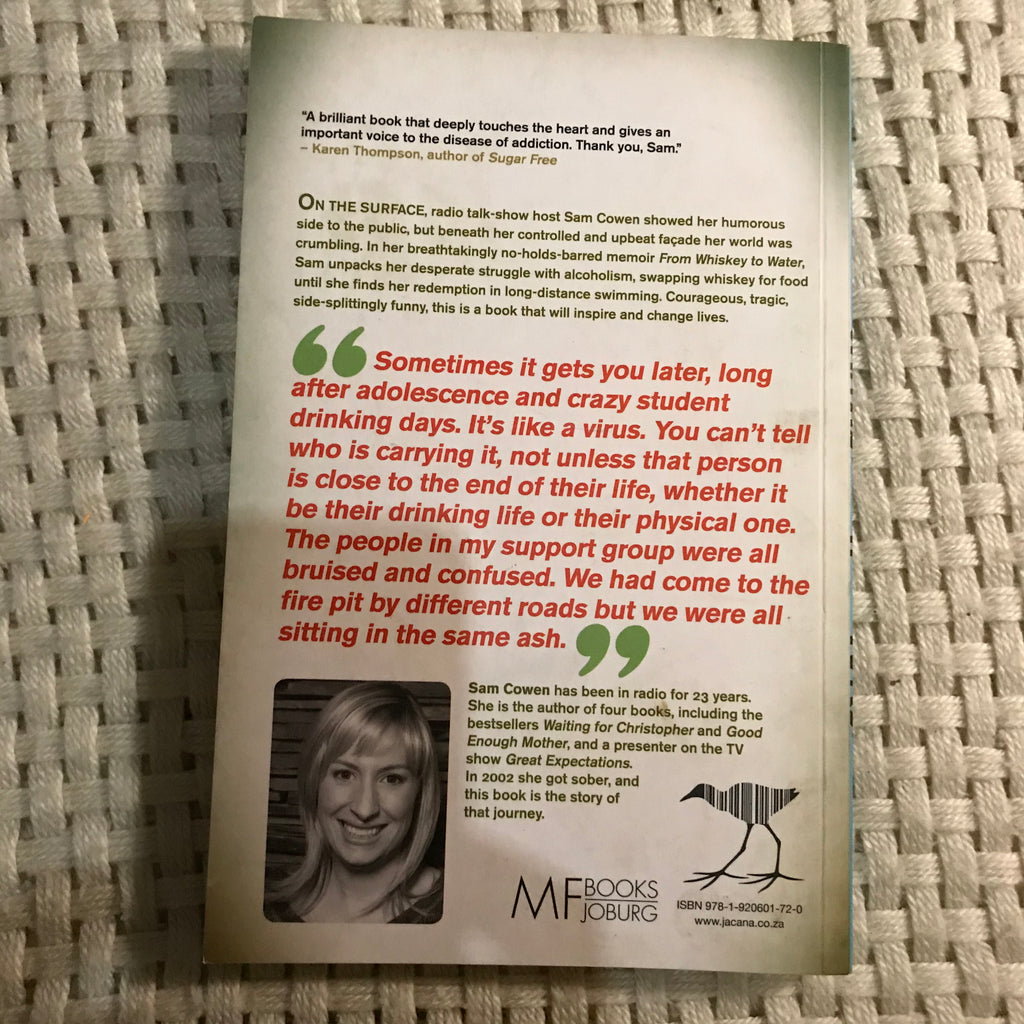 "A brilliant book that deeply touches the heart and gives an
important voice to the disease of addiction. Thank you, Sam."
– Karen Thompson, author of Sugar Free
ON THE SURFACE, radio talk-show host Sam Cowen showed her humorous
side to the public, but beneath her controlled and upbeat façade her world was
crumbling. In her breathtakingly no-holds-barred memoir From Whiskey to Water,
Sam unpacks her desperate struggle with alcoholism, swapping whiskey for food
until she finds her redemption in long-distance swimming. Courageous, tragic,
side-splittingly funny, this is a book that will inspire and change lives.
“Sometimes it gets you later, long
after adolescence and crazy student
drinking days. It's like a virus. You can't tell
who is carrying it, not unless that person
is close to the end of their life, whether it
be their drinking life or their physical one.
The people in my support group were all
bruised and confused. We had come to the
fire pit by different roads but we were all
sitting in the same ash.”
Sam Cowen has been in radio for 23 years.
She is the author of four books, including the
bestsellers Waiting for Christopher and Good
Enough Mother, and a presenter on the TV
show Great Expectations.
In 2002 she got sober, and
this book is the story of
that journey.
MF BOOKS
JOBURG
ISBN 978-1-920601-72-0
www.jacana.co.za